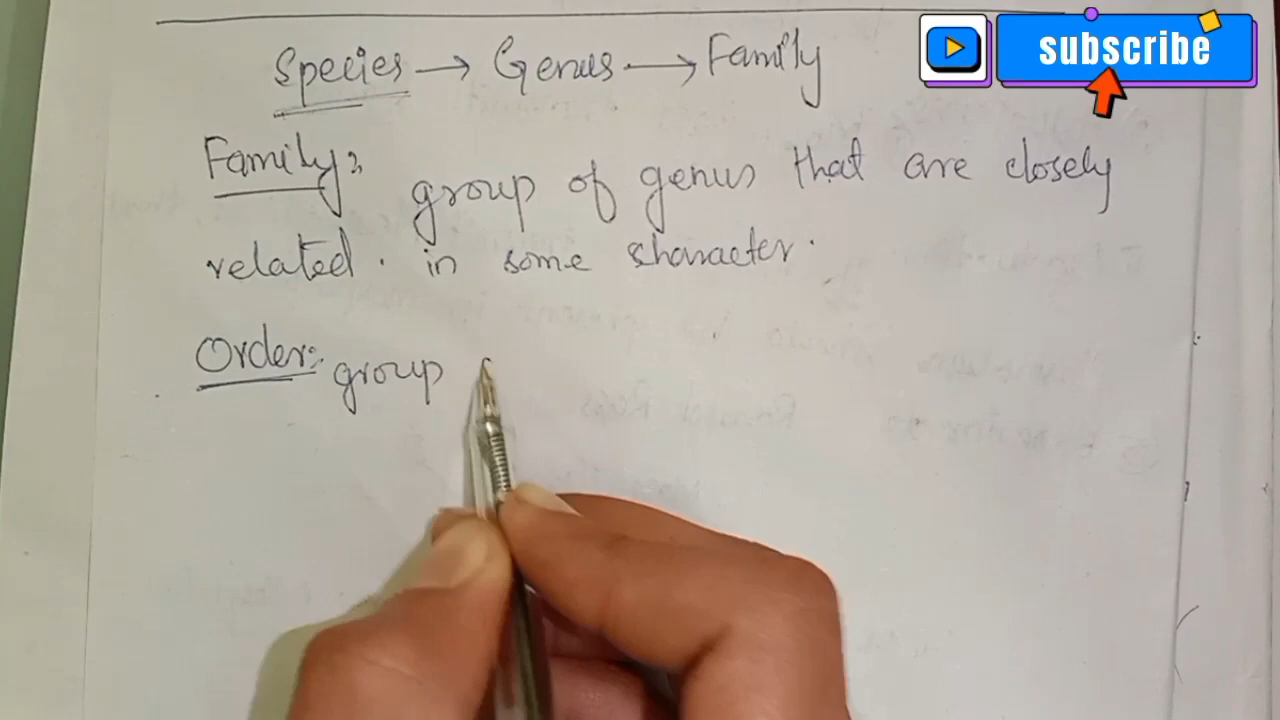 subscribe
Species → Genus → Family
Family: group of genus that are closely
related. in some character.
Order: group